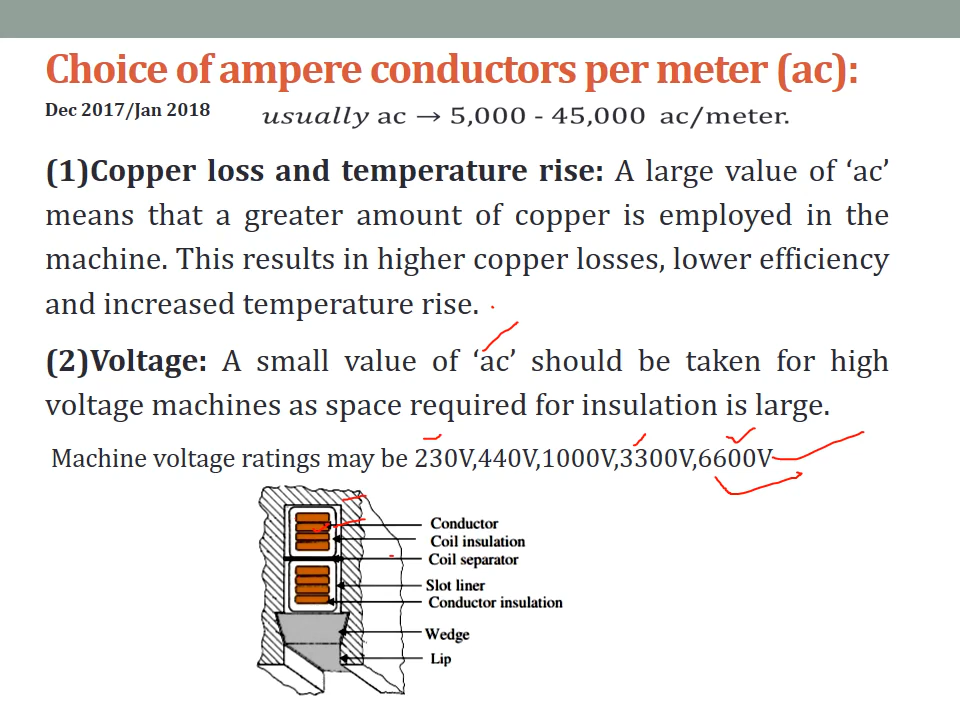 Choice of ampere conductors per meter (ac):
Dec 2017/Jan 2018 usually ac → 5,000 - 45,000 ac/meter.
(1)Copper loss and temperature rise: A large value of ‘ac’
means that a greater amount of copper is employed in the
machine. This results in higher copper losses, lower efficiency
and increased temperature rise.
(2)Voltage: A small value of ‘ac’ should be taken for high
voltage machines as space required for insulation is large.
Machine voltage ratings may be 230V,440V,1000V,3300V,6600V
Conductor
Coil insulation
Coil separator
Slot liner
Conductor insulation
Wedge
Lip